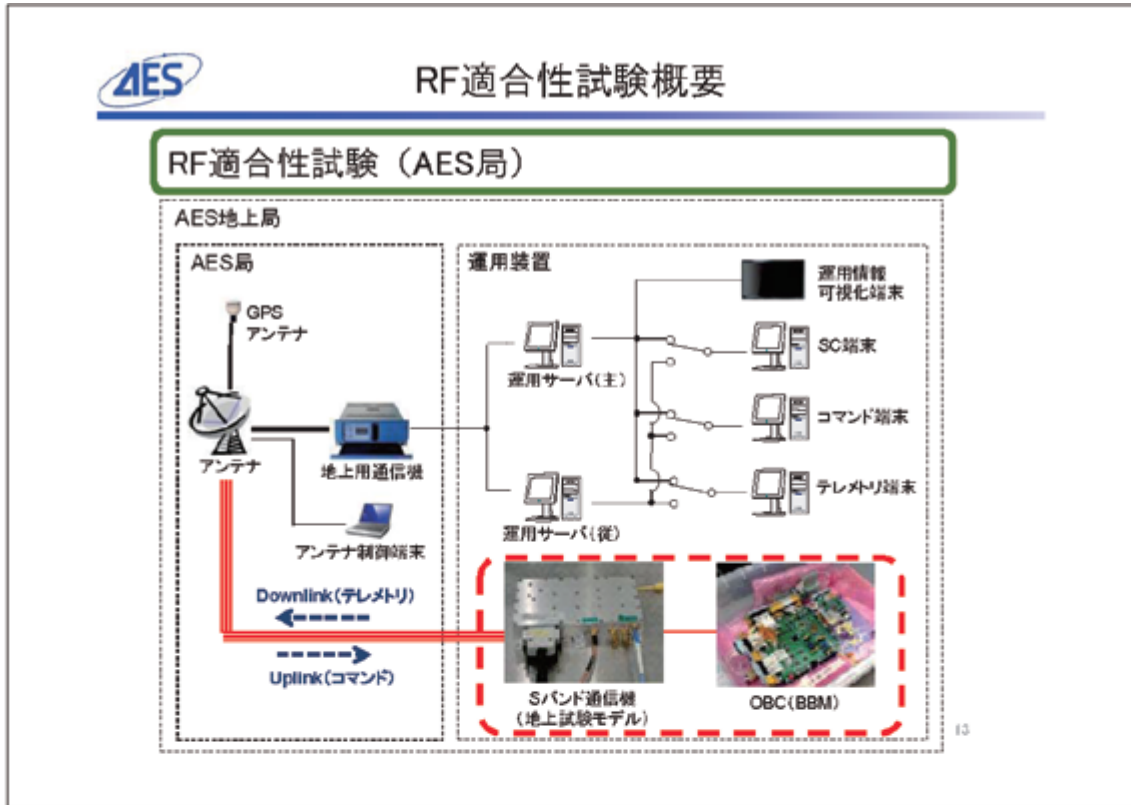 AES
RF適合性試験概要
RF適合性試験（AES局）
AES地上局
AES局
GPS
アンテナ
アンテナ
地上用通信機
アンテナ制御端末
Downlink(テレメトリ)
Uplink(コマンド)
運用装置
運用サーバ(主)
運用サーバ(従)
運用情報
可視化端末
SC端末
コマンド端末
テレメトリ端末
Sバンド通信機
(地上試験モデル)
OBC(BBM)
13